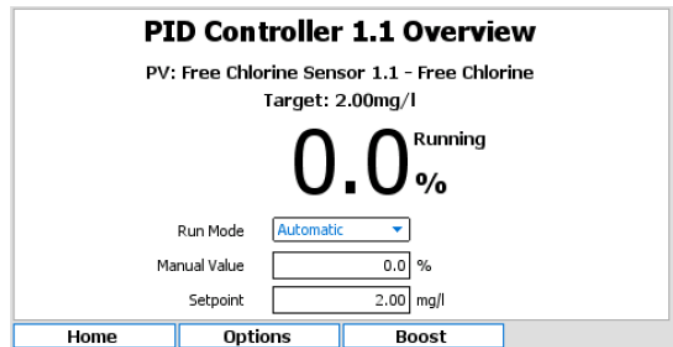 PID Controller 1.1 Overview
PV: Free Chlorine Sensor 1.1 - Free Chlorine
Target: 2.00mg/l
0.0 % Running
Run Mode Automatic
Manual Value 0.0 %
Setpoint 2.00 mg/l
Home Options Boost